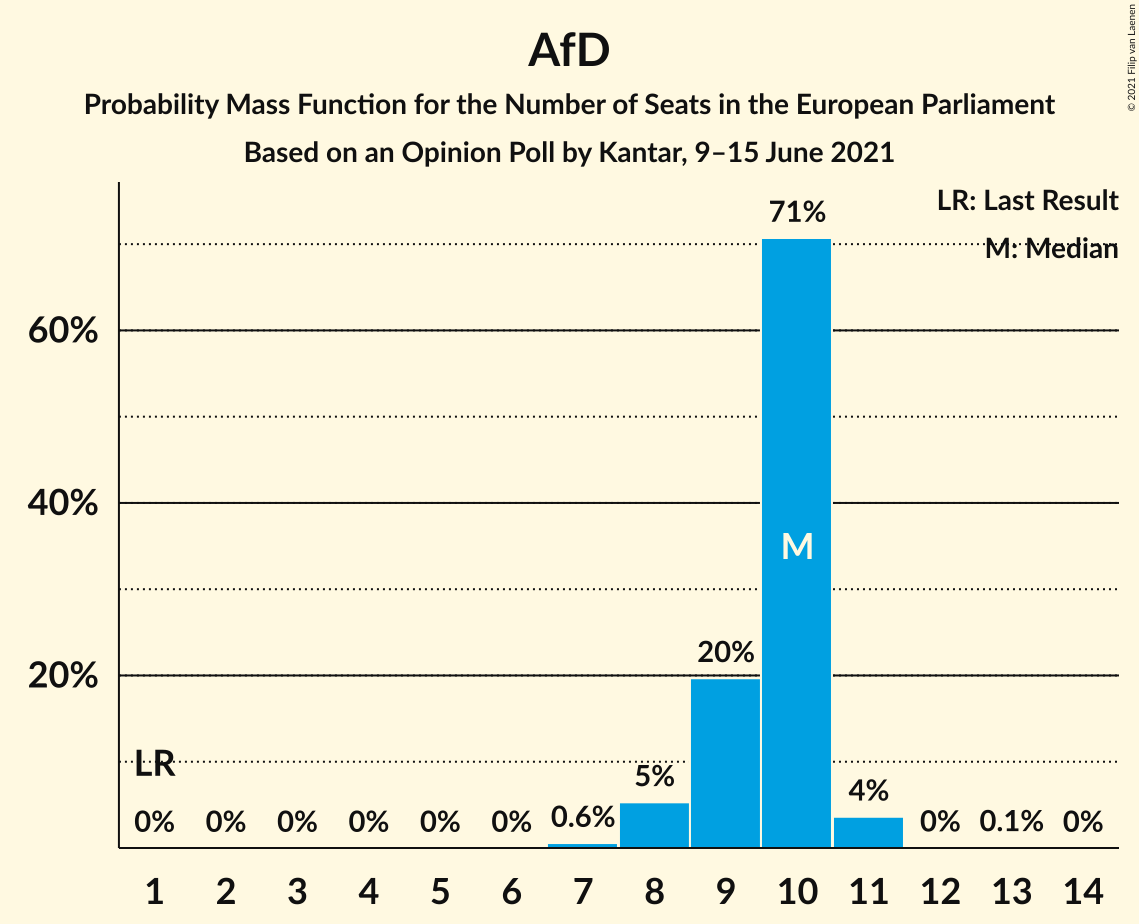 AfD
Probability Mass Function for the Number of Seats in the European Parliament
Based on an Opinion Poll by Kantar, 9–15 June 2021
© 2021 Filip van Laenen
LR: Last Result
M: Median
71%
60%
40%
M
20%
20%
LR
5%
4%
0% 0% 0% 0% 0% 0% 0.6% 0% 0.1% 0%
1 2 3 4 5 6 7 8 9 10 11 12 13 14